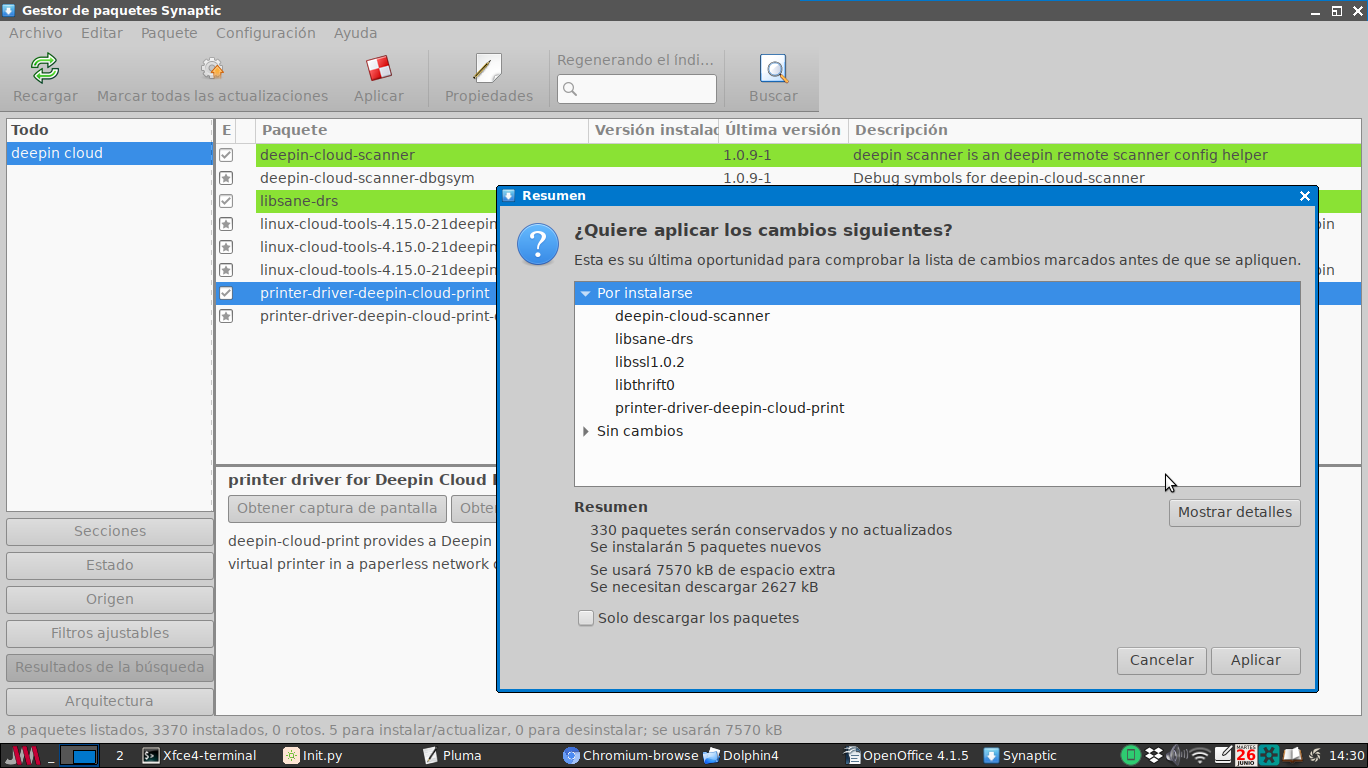 Gestor de paquetes Synaptic
Archivo Editar Paquete Configuración Ayuda
Regenerando el índi...
Recargar Marcar todas las actualizaciones Aplicar Propiedades Buscar
Todo
deepin cloud
E Paquete Versión instalac Última versión Descripción
deepin-cloud-scanner 1.0.9-1 deepin scanner is an deepin remote scanner config helper
deepin-cloud-scanner-dbgsym 1.0.9-1 Debug symbols for deepin-cloud-scanner
libsane-drs
linux-cloud-tools-4.15.0-21deepin in
linux-cloud-tools-4.15.0-21deepin
linux-cloud-tools-4.15.0-21deepin pin
printer-driver-deepin-cloud-print
printer-driver-deepin-cloud-print-
printer driver for Deepin Cloud
Obtener captura de pantalla Obte
deepin-cloud-print provides a Deepin
virtual printer in a paperless network
Secciones
Estado
Origen
Filtros ajustables
Resultados de la búsqueda
Arquitectura
Resumen
¿Quiere aplicar los cambios siguientes?
Esta es su última oportunidad para comprobar la lista de cambios marcados antes de que se apliquen.
Por instalarse
deepin-cloud-scanner
libsane-drs
libssl1.0.2
libthrift0
printer-driver-deepin-cloud-print
Sin cambios
Resumen
Mostrar detalles
330 paquetes serán conservados y no actualizados
Se instalarán 5 paquetes nuevos
Se usará 7570 kB de espacio extra
Se necesitan descargar 2627 kB
Solo descargar los paquetes
Cancelar Aplicar
8 paquetes listados, 3370 instalados, 0 rotos. 5 para instalar/actualizar, 0 para desinstalar; se usarán 7570 kB
2 Xfce4-terminal Init.py Pluma Chromium-browse Dolphin4 OpenOffice 4.1.5 Synaptic MARTES 26 JUNIO 14:30